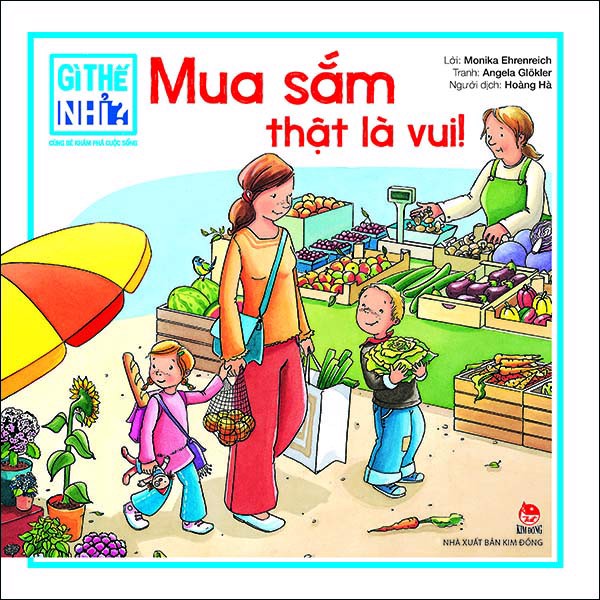 GÌ THẾ
NHỈ?
CÙNG BÉ KHÁM PHÁ CUỘC SỐNG
Mua sắm
thật là vui!
Lời: Monika Ehrenreich
Tranh: Angela Glökler
Người dịch: Hoàng Hà
KIM ĐỒNG
NHÀ XUẤT BẢN KIM ĐỒNG